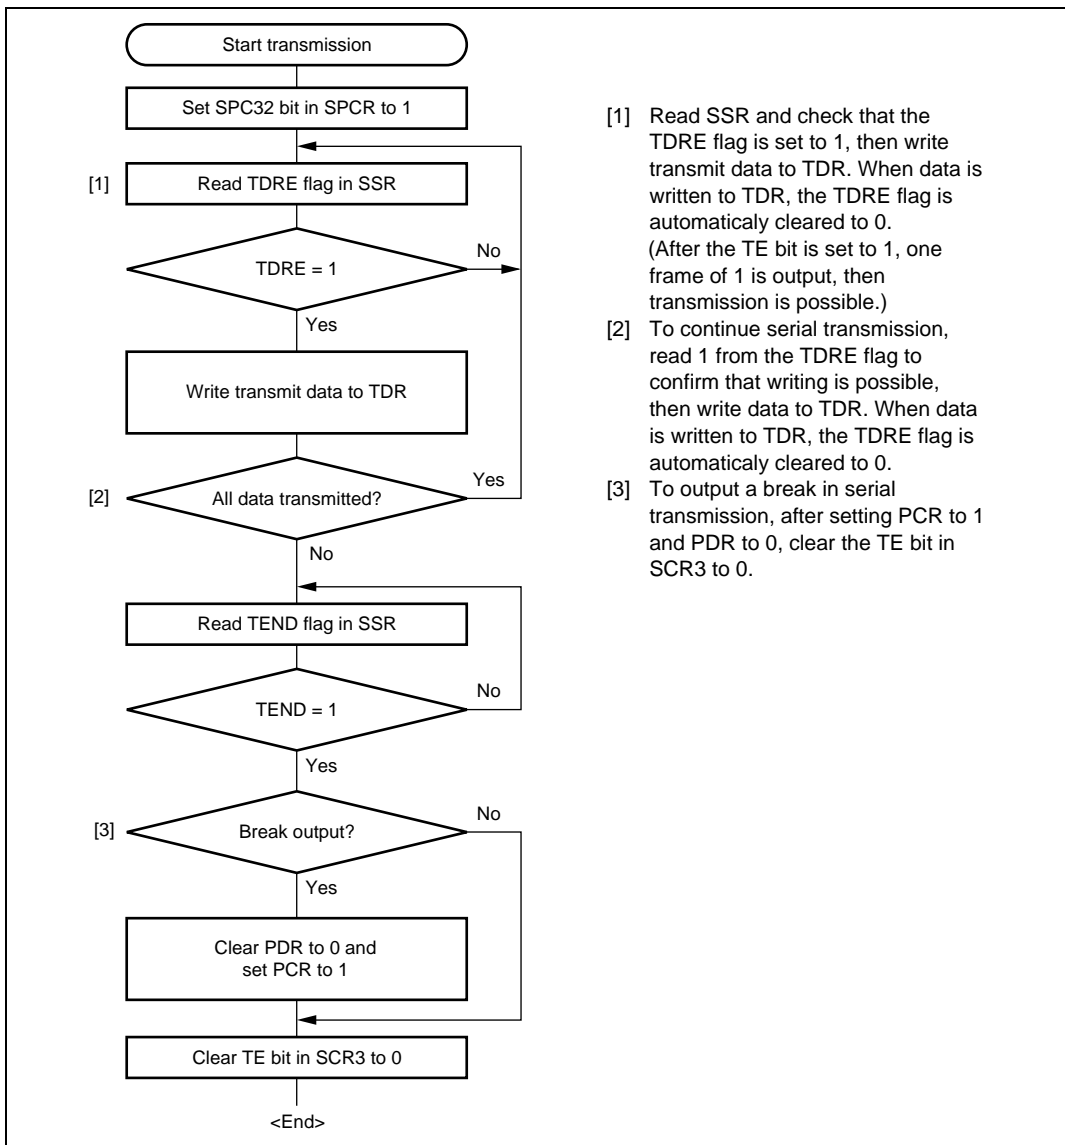 Start transmission
Set SPC32 bit in SPCR to 1
[1]
Read TDRE flag in SSR
TDRE = 1
No
Yes
Write transmit data to TDR
[2]
All data transmitted?
Yes
No
Read TEND flag in SSR
TEND = 1
No
Yes
[3]
Break output?
No
Yes
Clear PDR to 0 and
set PCR to 1
Clear TE bit in SCR3 to 0
<End>
[1] Read SSR and check that the
TDRE flag is set to 1, then write
transmit data to TDR. When data is
written to TDR, the TDRE flag is
automaticaly cleared to 0.
(After the TE bit is set to 1, one
frame of 1 is output, then
transmission is possible.)
[2] To continue serial transmission,
read 1 from the TDRE flag to
confirm that writing is possible,
then write data to TDR. When data
is written to TDR, the TDRE flag is
automaticaly cleared to 0.
[3] To output a break in serial
transmission, after setting PCR to 1
and PDR to 0, clear the TE bit in
SCR3 to 0.